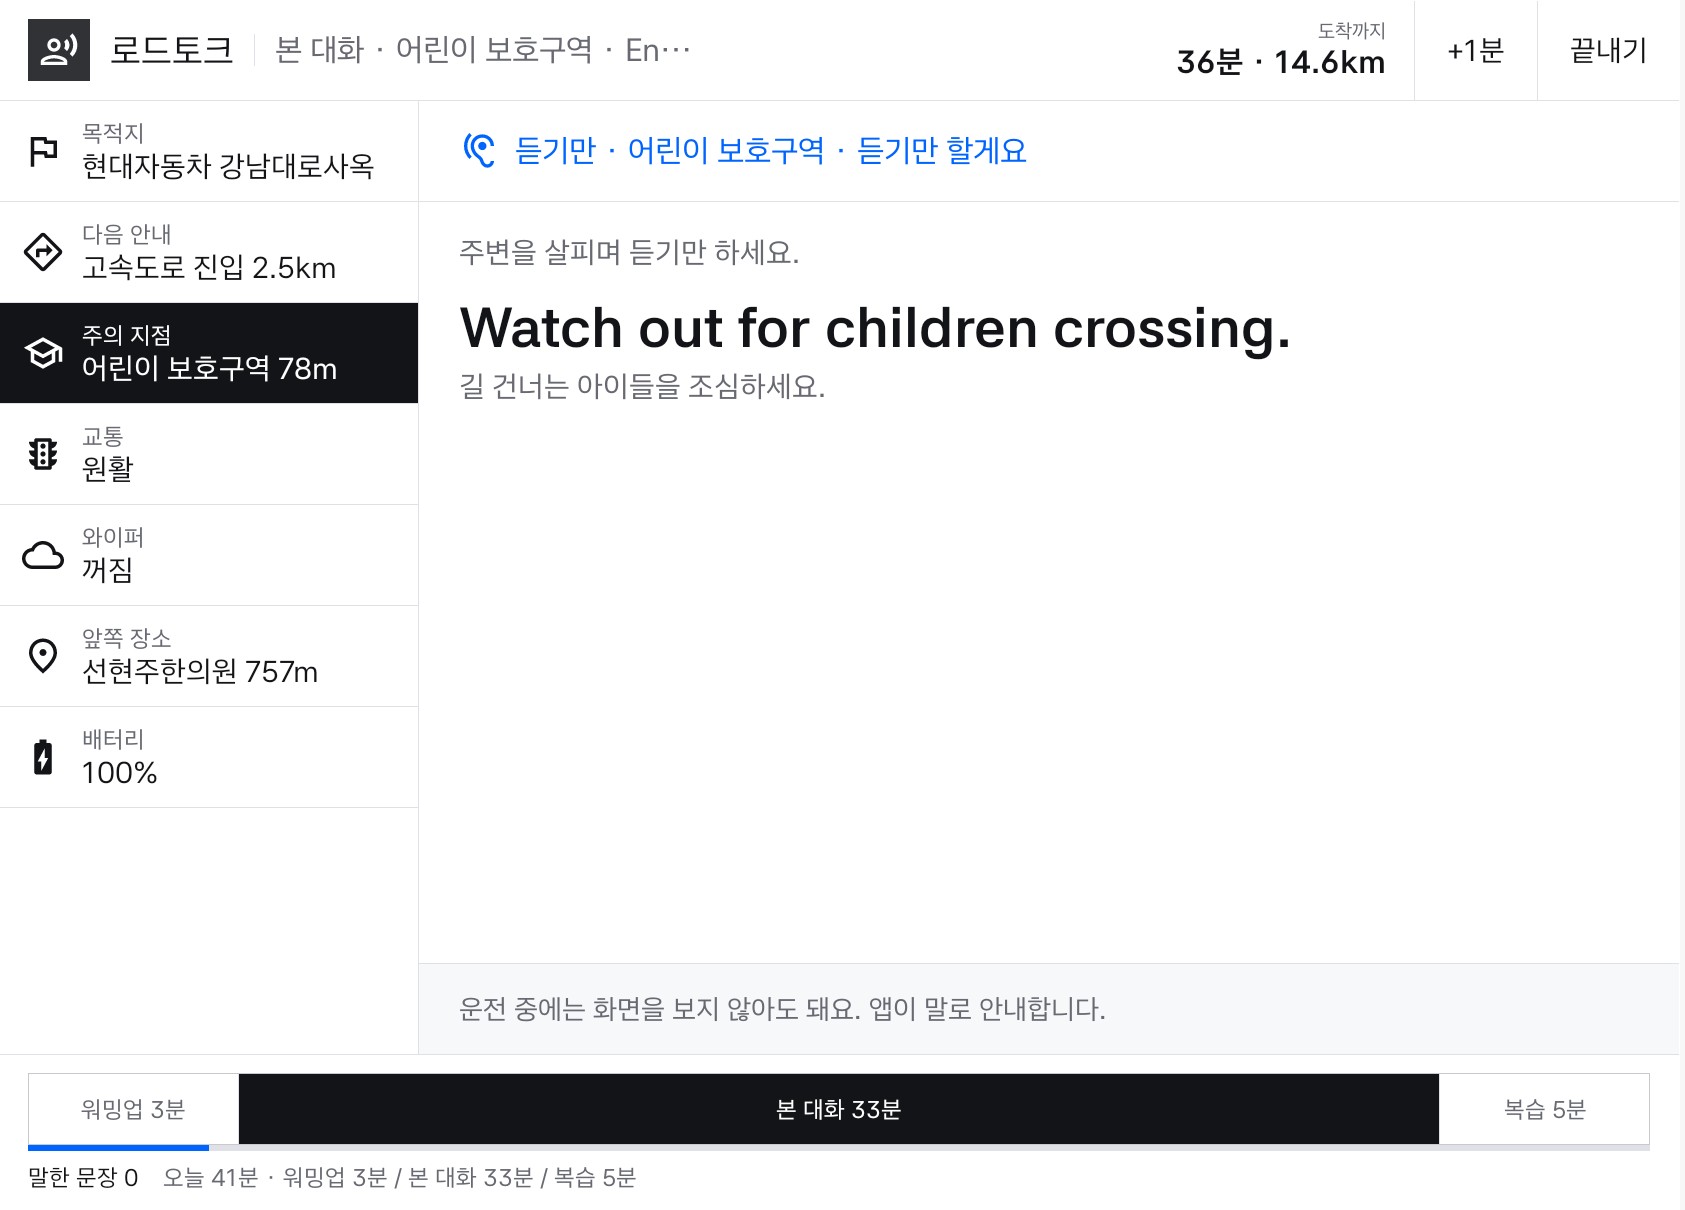 로드토크
본 대화 · 어린이 보호구역 · En…
도착까지
36분 · 14.6km
+1분
끝내기
목적지
현대자동차 강남대로사옥
다음 안내
고속도로 진입 2.5km
주의 지점
어린이 보호구역 78m
교통
원활
와이퍼
꺼짐
앞쪽 장소
선현주한의원 757m
배터리
100%
듣기만 · 어린이 보호구역 · 듣기만 할게요
주변을 살피며 듣기만 하세요.
Watch out for children crossing.
길 건너는 아이들을 조심하세요.
운전 중에는 화면을 보지 않아도 돼요. 앱이 말로 안내합니다.
워밍업 3분
본 대화 33분
복습 5분
말한 문장 0
오늘 41분 · 워밍업 3분 / 본 대화 33분 / 복습 5분